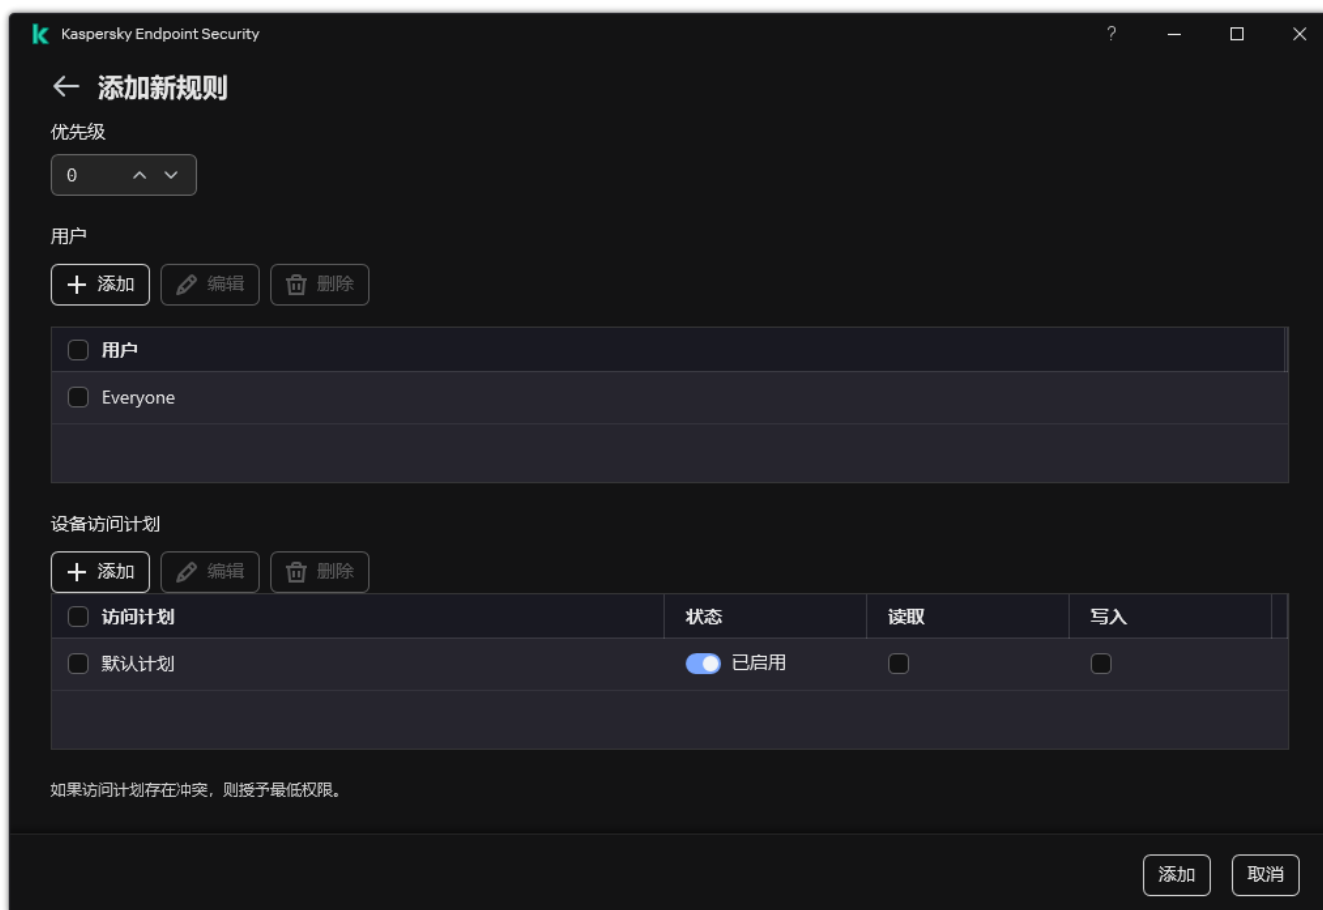 Kaspersky Endpoint Security ?
添加新规则
优先级
0
用户
添加 编辑 删除
用户
Everyone
设备访问计划
添加 编辑 删除
访问计划 状态 读取 写入
默认计划 已启用
如果访问计划存在冲突，则授予最低权限。
添加 取消